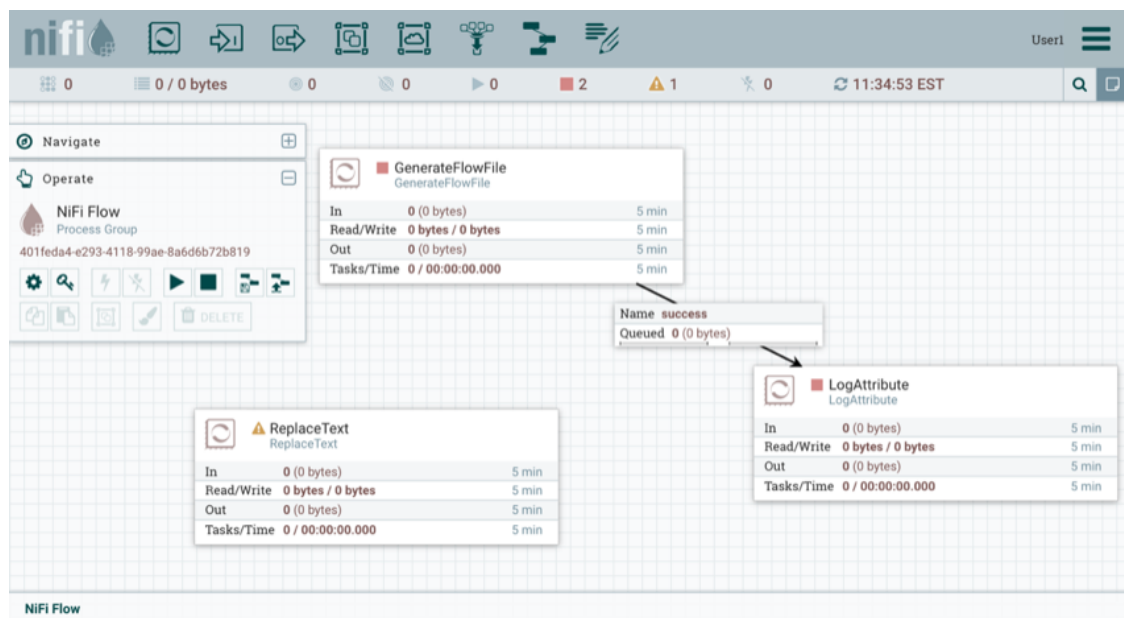 nifi
User1
0 0 / 0 bytes 0 0 0 2 1 0 11:34:53 EST
Navigate
Operate
NiFi Flow
Process Group
401feda4-e293-4118-99ae-8a6d6b72b819
DELETE
GenerateFlowFile
GenerateFlowFile
In 0 (0 bytes) 5 min
Read/Write 0 bytes / 0 bytes 5 min
Out 0 (0 bytes) 5 min
Tasks/Time 0 / 00:00:00.000 5 min
Name success
Queued 0 (0 bytes)
LogAttribute
LogAttribute
In 0 (0 bytes) 5 min
Read/Write 0 bytes / 0 bytes 5 min
Out 0 (0 bytes) 5 min
Tasks/Time 0 / 00:00:00.000 5 min
ReplaceText
ReplaceText
In 0 (0 bytes) 5 min
Read/Write 0 bytes / 0 bytes 5 min
Out 0 (0 bytes) 5 min
Tasks/Time 0 / 00:00:00.000 5 min
NiFi Flow